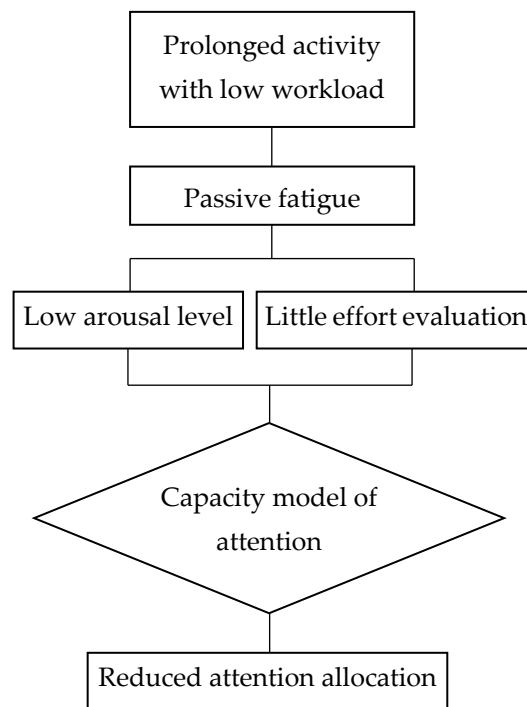 Prolonged activity
with low workload
Passive fatigue
Low arousal level
Little effort evaluation
Capacity model of
attention
Reduced attention allocation